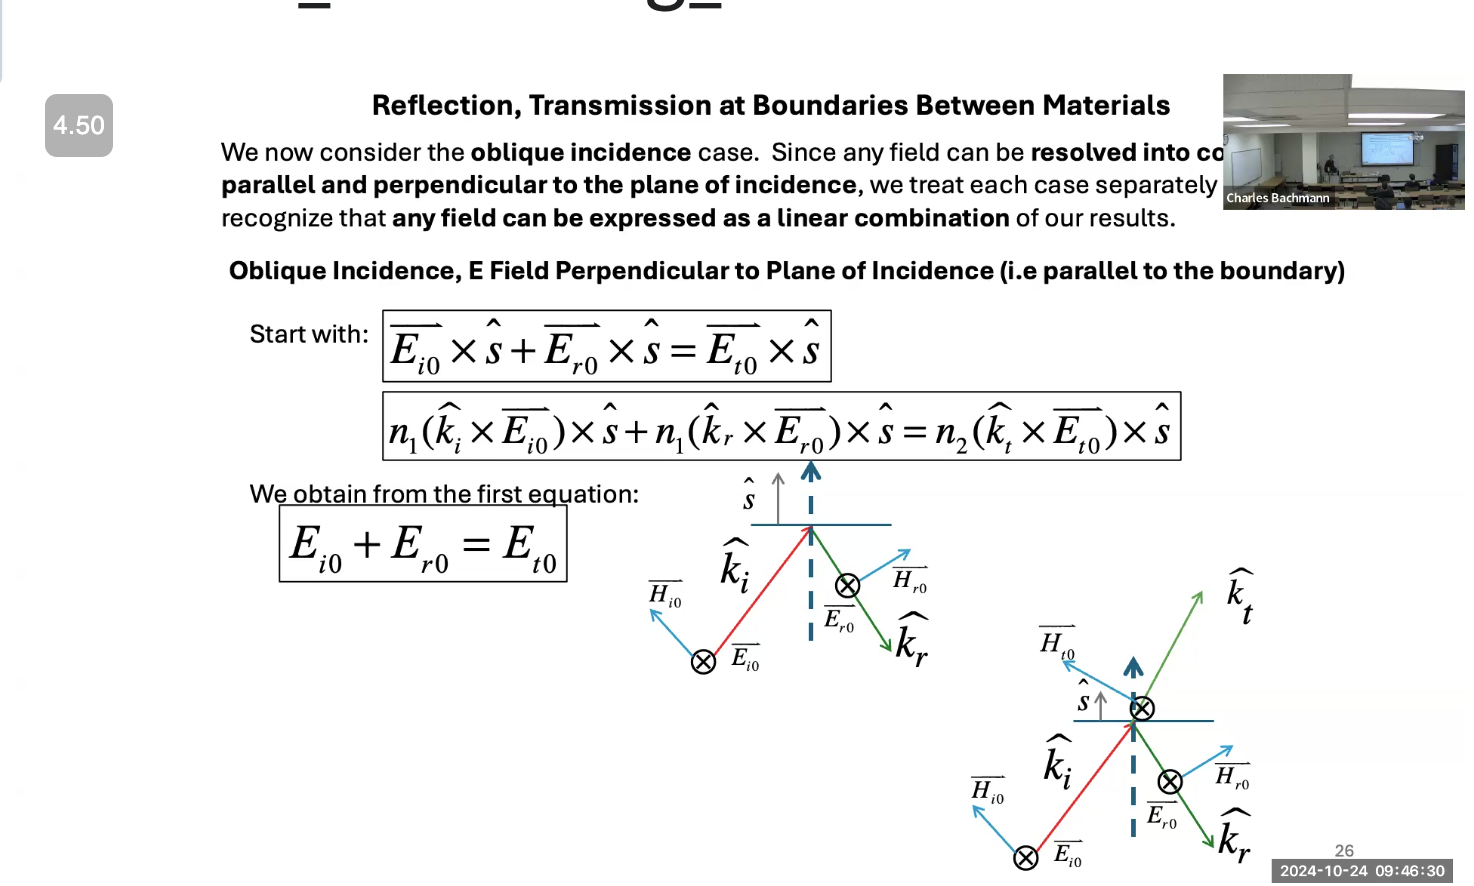 4.50
Reflection, Transmission at Boundaries Between Materials
We now consider the oblique incidence case. Since any field can be resolved into co
parallel and perpendicular to the plane of incidence, we treat each case separately
recognize that any field can be expressed as a linear combination of our results.
Charles Bachmann
Oblique Incidence, E Field Perpendicular to Plane of Incidence (i.e parallel to the boundary)
Start with:
$\overrightarrow{E_{i0}} \times \hat{s} + \overrightarrow{E_{r0}} \times \hat{s} = \overrightarrow{E_{t0}} \times \hat{s}$
$n_1(\hat{k_i} \times \overrightarrow{E_{i0}}) \times \hat{s} + n_1(\hat{k}_r \times \overrightarrow{E_{r0}}) \times \hat{s} = n_2(\hat{k_t} \times \overrightarrow{E_{t0}}) \times \hat{s}$
We obtain from the first equation:
$E_{i0} + E_{r0} = E_{t0}$
$\hat{s}$
$\hat{k_i}$
$\overrightarrow{H_{i0}}$
$\overrightarrow{E_{i0}}$
$\overrightarrow{H_{r0}}$
$\overrightarrow{E_{r0}}$
$\hat{k_r}$
$\hat{k_t}$
$\overrightarrow{H_{t0}}$
$\hat{s}$
$\hat{k_i}$
$\overrightarrow{H_{i0}}$
$\overrightarrow{E_{i0}}$
$\overrightarrow{H_{r0}}$
$\overrightarrow{E_{r0}}$
$\hat{k_r}$
26
2024-10-24 09:46:30